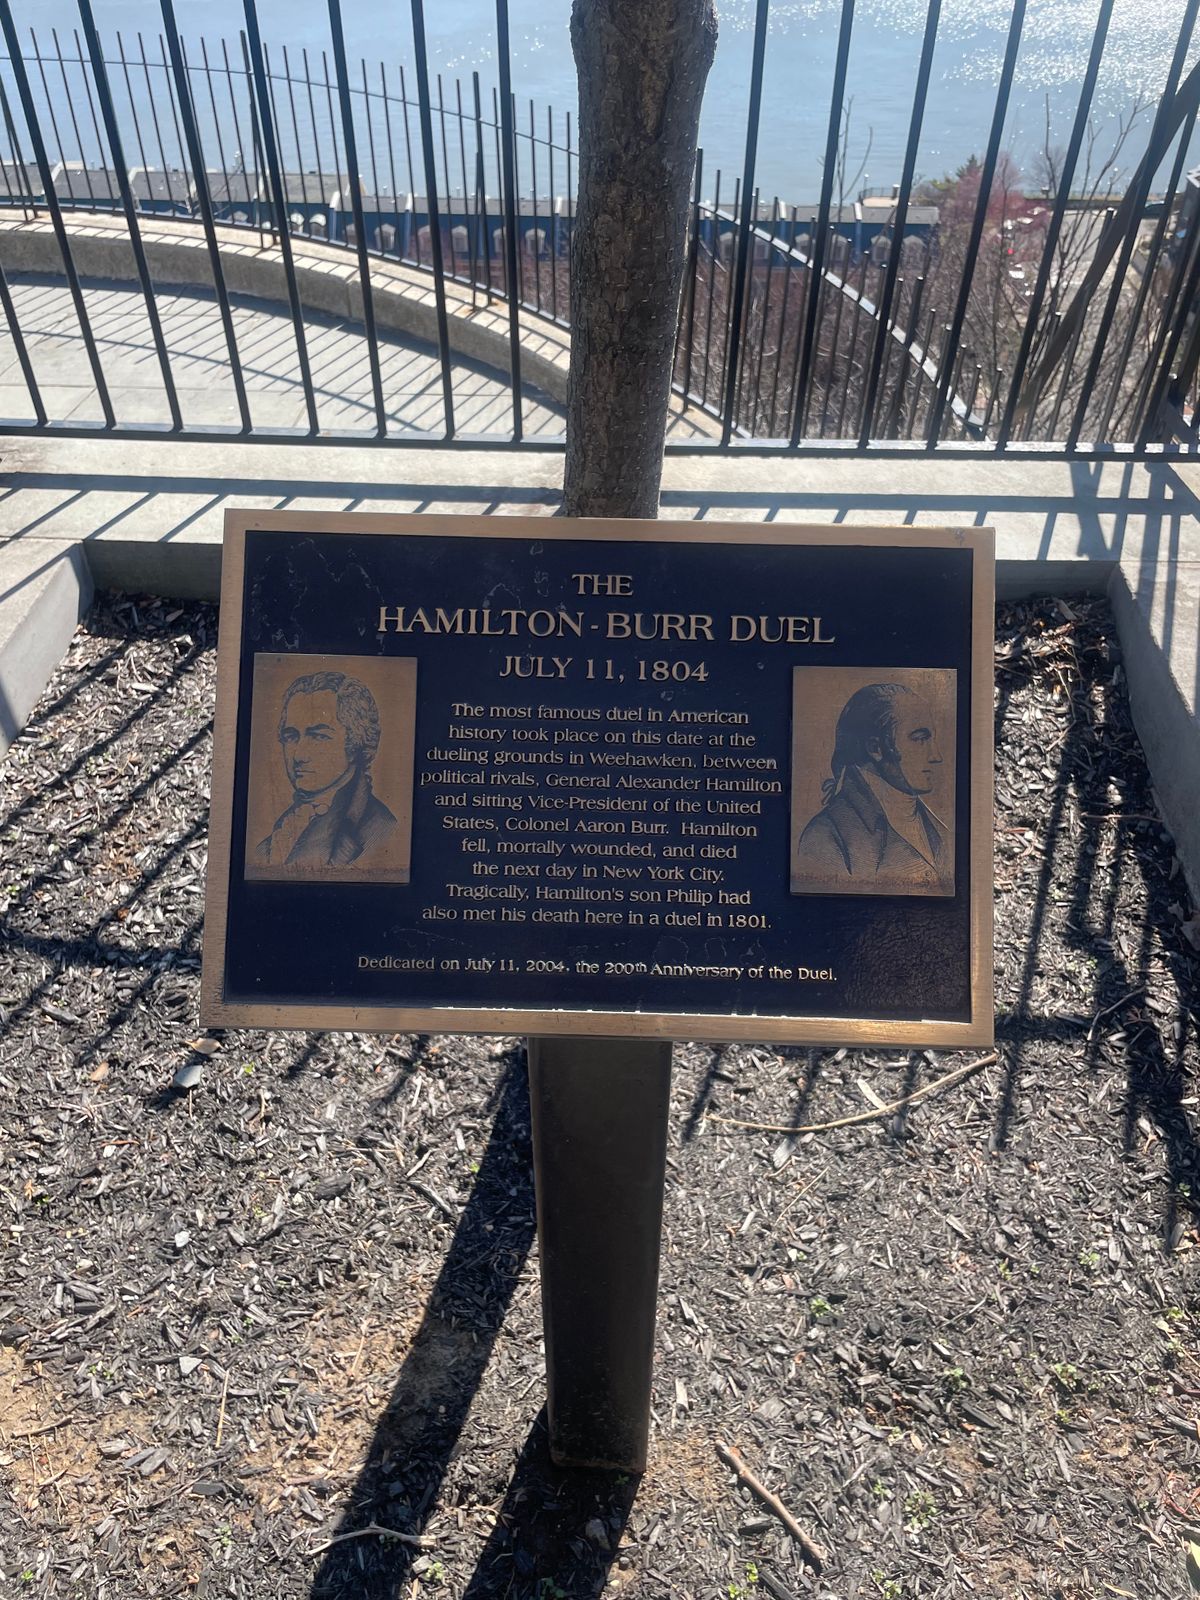 THE
HAMILTON-BURR DUEL
JULY 11, 1804
The most famous duel in American
history took place on this date at the
dueling grounds in Weehawken, between
political rivals, General Alexander Hamilton
and sitting Vice-President of the United
States, Colonel Aaron Burr. Hamilton
fell, mortally wounded, and died
the next day in New York City.
Tragically, Hamilton's son Philip had
also met his death here in a duel in 1801.
Dedicated on July 11, 2004, the 200th Anniversary of the Duel.